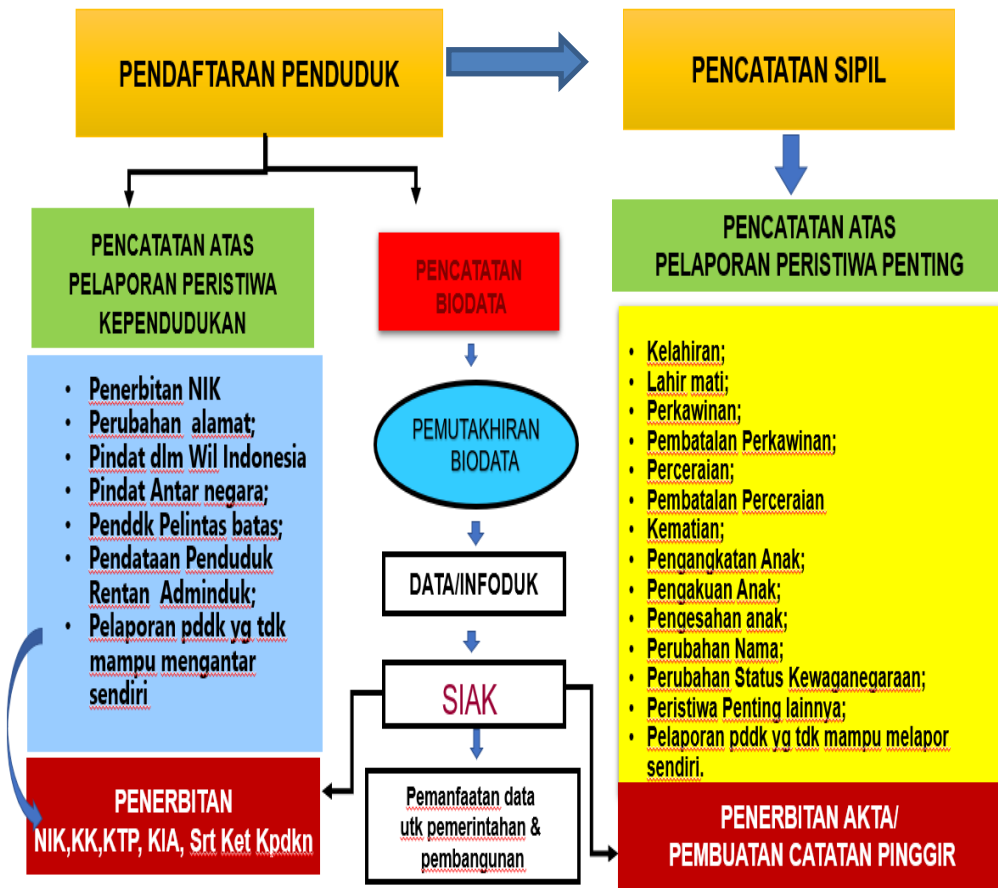 PENDAFTARAN PENDUDUK
PENCATATAN SIPIL
PENCATATAN ATAS
PELAPORAN PERISTIWA
KEPENDUDUKAN
• Penerbitan NIK
• Perubahan alamat;
• Pindat dlm Wil Indonesia
• Pindat Antar negara;
• Penddk Pelintas batas;
• Pendataan Penduduk
Rentan Adminduk;
• Pelaporan pddk yg tdk
mampu mengantar
sendiri
PENERBITAN
NIK,KK,KTP, KIA, Srt Ket Kpdkn
PENCATATAN
BIODATA
PEMUTAKHIRAN
BIODATA
DATA/INFODUK
SIAK
Pemanfaatan data
utk pemerintahan &
pembangunan
PENCATATAN ATAS
PELAPORAN PERISTIWA PENTING
• Kelahiran;
• Lahir mati;
• Perkawinan;
• Pembatalan Perkawinan;
• Perceraian;
• Pembatalan Perceraian
• Kematian;
• Pengangkatan Anak;
• Pengakuan Anak;
• Pengesahan anak;
• Perubahan Nama;
• Perubahan Status Kewaganegaraan;
• Peristiwa Penting lainnya;
• Pelaporan pddk yg tdk mampu melapor
sendiri.
PENERBITAN AKTA/
PEMBUATAN CATATAN PINGGIR